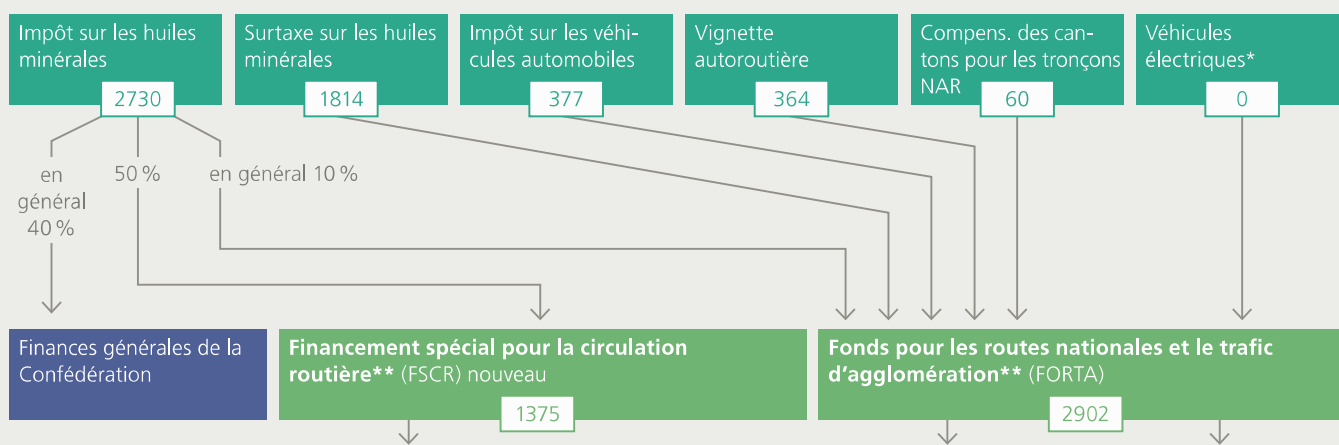 Impôt sur les huiles
minérales
2730
Surtaxe sur les huiles
minérales
1814
Impôt sur les véhi-
cules automobiles
377
Vignette
autoroutière
364
Compens. des can-
tons pour les tronçons
NAR
60
Véhicules
électriques*
0
en
général
40 %
50 %
en général 10 %
Finances générales de la
Confédération
Financement spécial pour la circulation
routière** (FSCR) nouveau
1375
Fonds pour les routes nationales et le trafic
d'agglomération** (FORTA)
2902